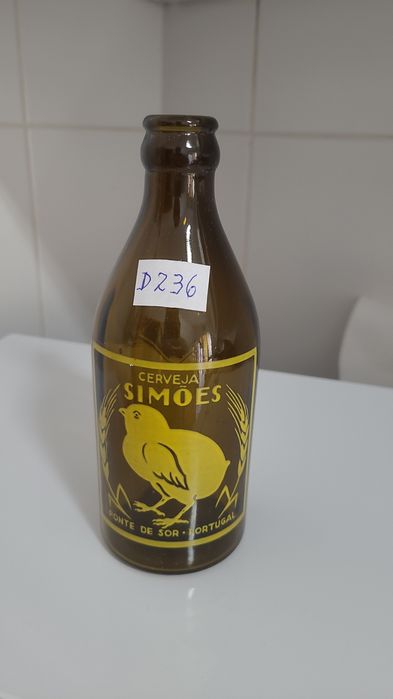 D236
CERVEJA
SIMÕES
PONTE DE SOR · PORTUGAL